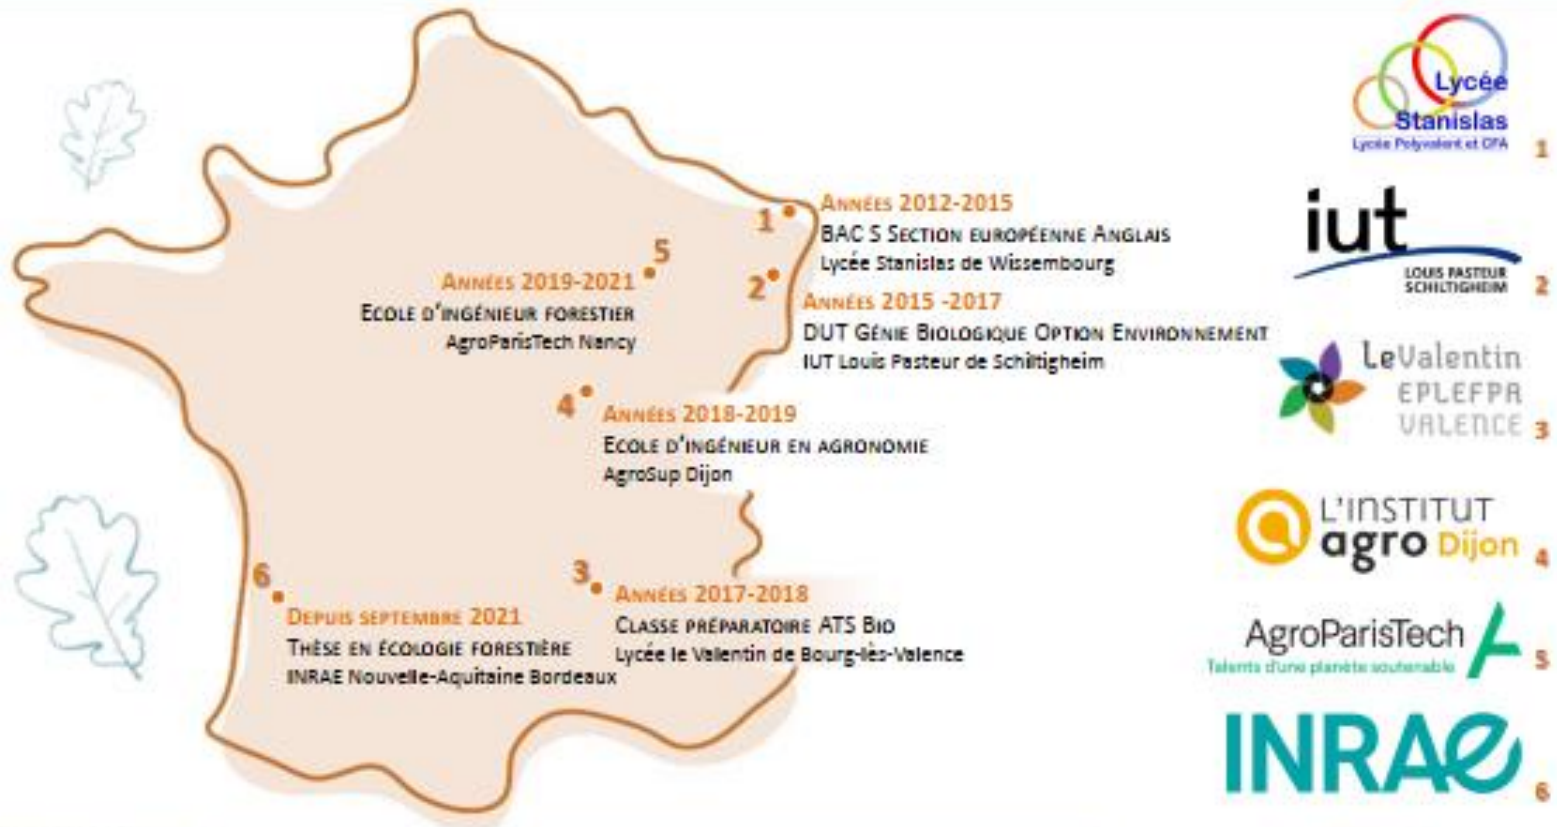 1
ANNÉES 2012-2015
BAC S SECTION EUROPÉENNE ANGLAIS
Lycée Stanislas de Wissembourg
2
ANNÉES 2015 -2017
DUT GÉNIE BIOLOGIQUE OPTION ENVIRONNEMENT
IUT Louis Pasteur de Schiltigheim
5
ANNÉES 2019-2021
ECOLE D'INGÉNIEUR FORESTIER
AgroParisTech Nancy
4
ANNÉES 2018-2019
ECOLE D'INGÉNIEUR EN AGRONOMIE
AgroSup Dijon
3
ANNÉES 2017-2018
CLASSE PRÉPARATOIRE ATS BIO
Lycée le Valentin de Bourg-lès-Valence
6
DEPUIS SEPTEMBRE 2021
THÈSE EN ÉCOLOGIE FORESTIÈRE
INRAE Nouvelle-Aquitaine Bordeaux
Lycée
Stanislas
Lycée Polyvalent et CFA
1
iut
LOUIS PASTEUR
SCHILTIGHEIM
2
LeValentin
EPLEFPA
VALENCE
3
L'INSTITUT
agro Dijon
4
AgroParisTech
Talents d'une planète soutenable
5
INRAE
6